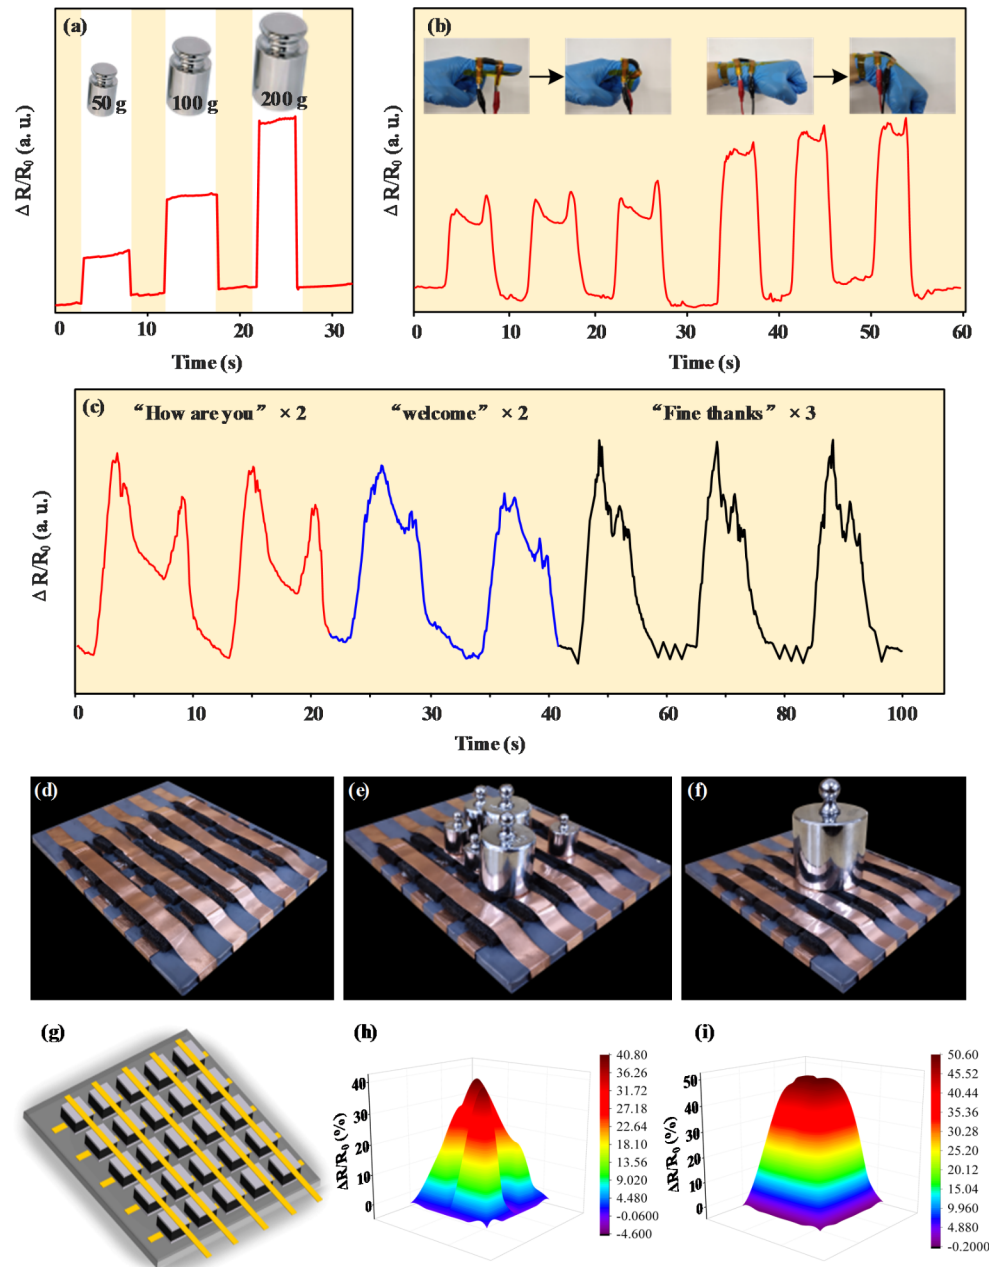 (a)
50 g
100 g
200 g
Δ R/R₀ (a. u.)
0 10 20 30
Time (s)
(b)
Δ R/R₀ (a. u.)
0 10 20 30 40 50 60
Time (s)
(c)
“How are you” × 2 “welcome” × 2 “Fine thanks” × 3
Δ R/R₀ (a. u.)
0 10 20 30 40 60 80 100
Time (s)
(d)
(e)
(f)
(g)
(h)
ΔR/R₀ (%)
40
30
20
10
0
40.80
36.26
31.72
27.18
22.64
18.10
13.56
9.020
4.480
-0.0600
-4.600
(i)
ΔR/R₀ (%)
50
40
30
20
10
0
50.60
45.52
40.44
35.36
30.28
25.20
20.12
15.04
9.960
4.880
-0.2000